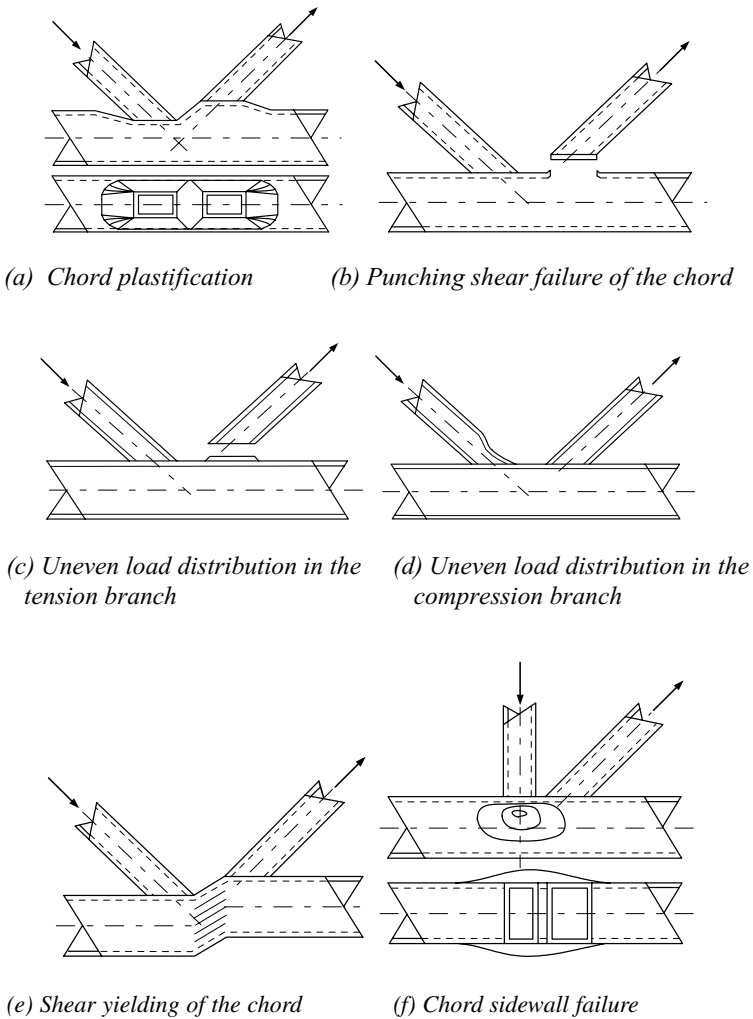 (a) Chord plastification
(b) Punching shear failure of the chord
(c) Uneven load distribution in the
tension branch
(d) Uneven load distribution in the
compression branch
(e) Shear yielding of the chord
(f) Chord sidewall failure